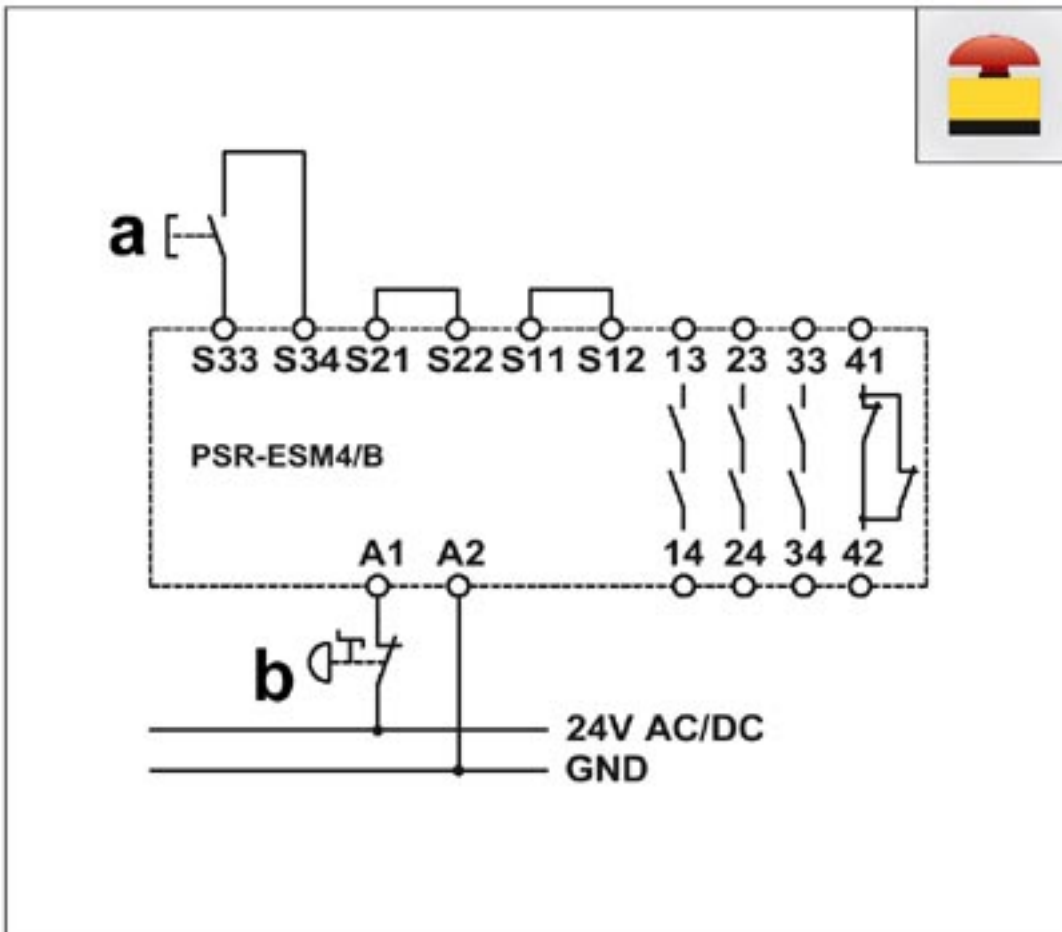 a
S33 S34 S21 S22 S11 S12 13 23 33 41
PSR-ESM4/B
A1 A2 14 24 34 42
b
24V AC/DC
GND